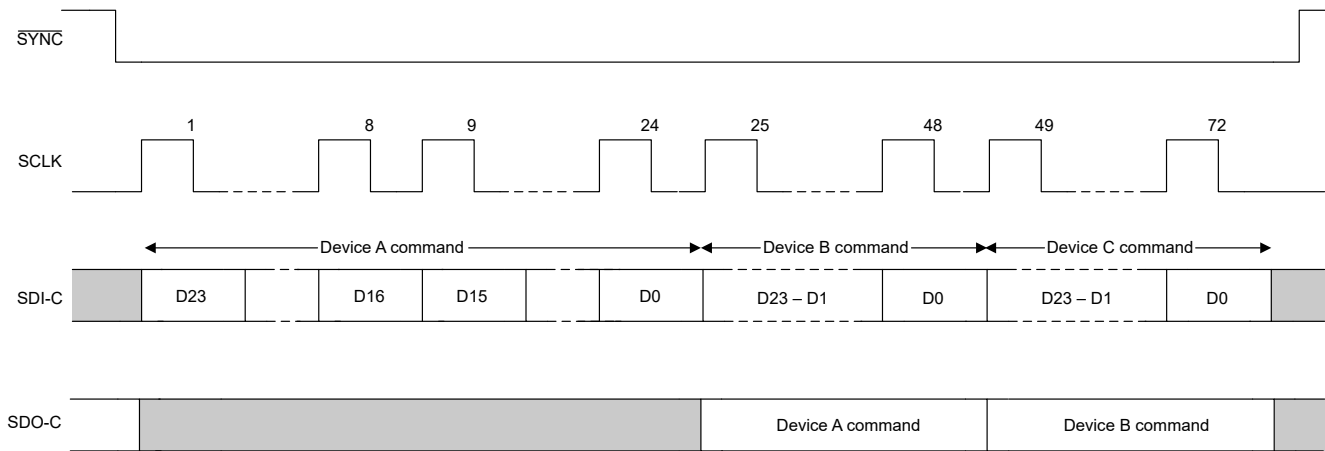 SYNC
1 8 9 24 25 48 49 72
SCLK
Device A command Device B command Device C command
SDI-C D23 D16 D15 D0 D23 – D1 D0 D23 – D1 D0
SDO-C Device A command Device B command